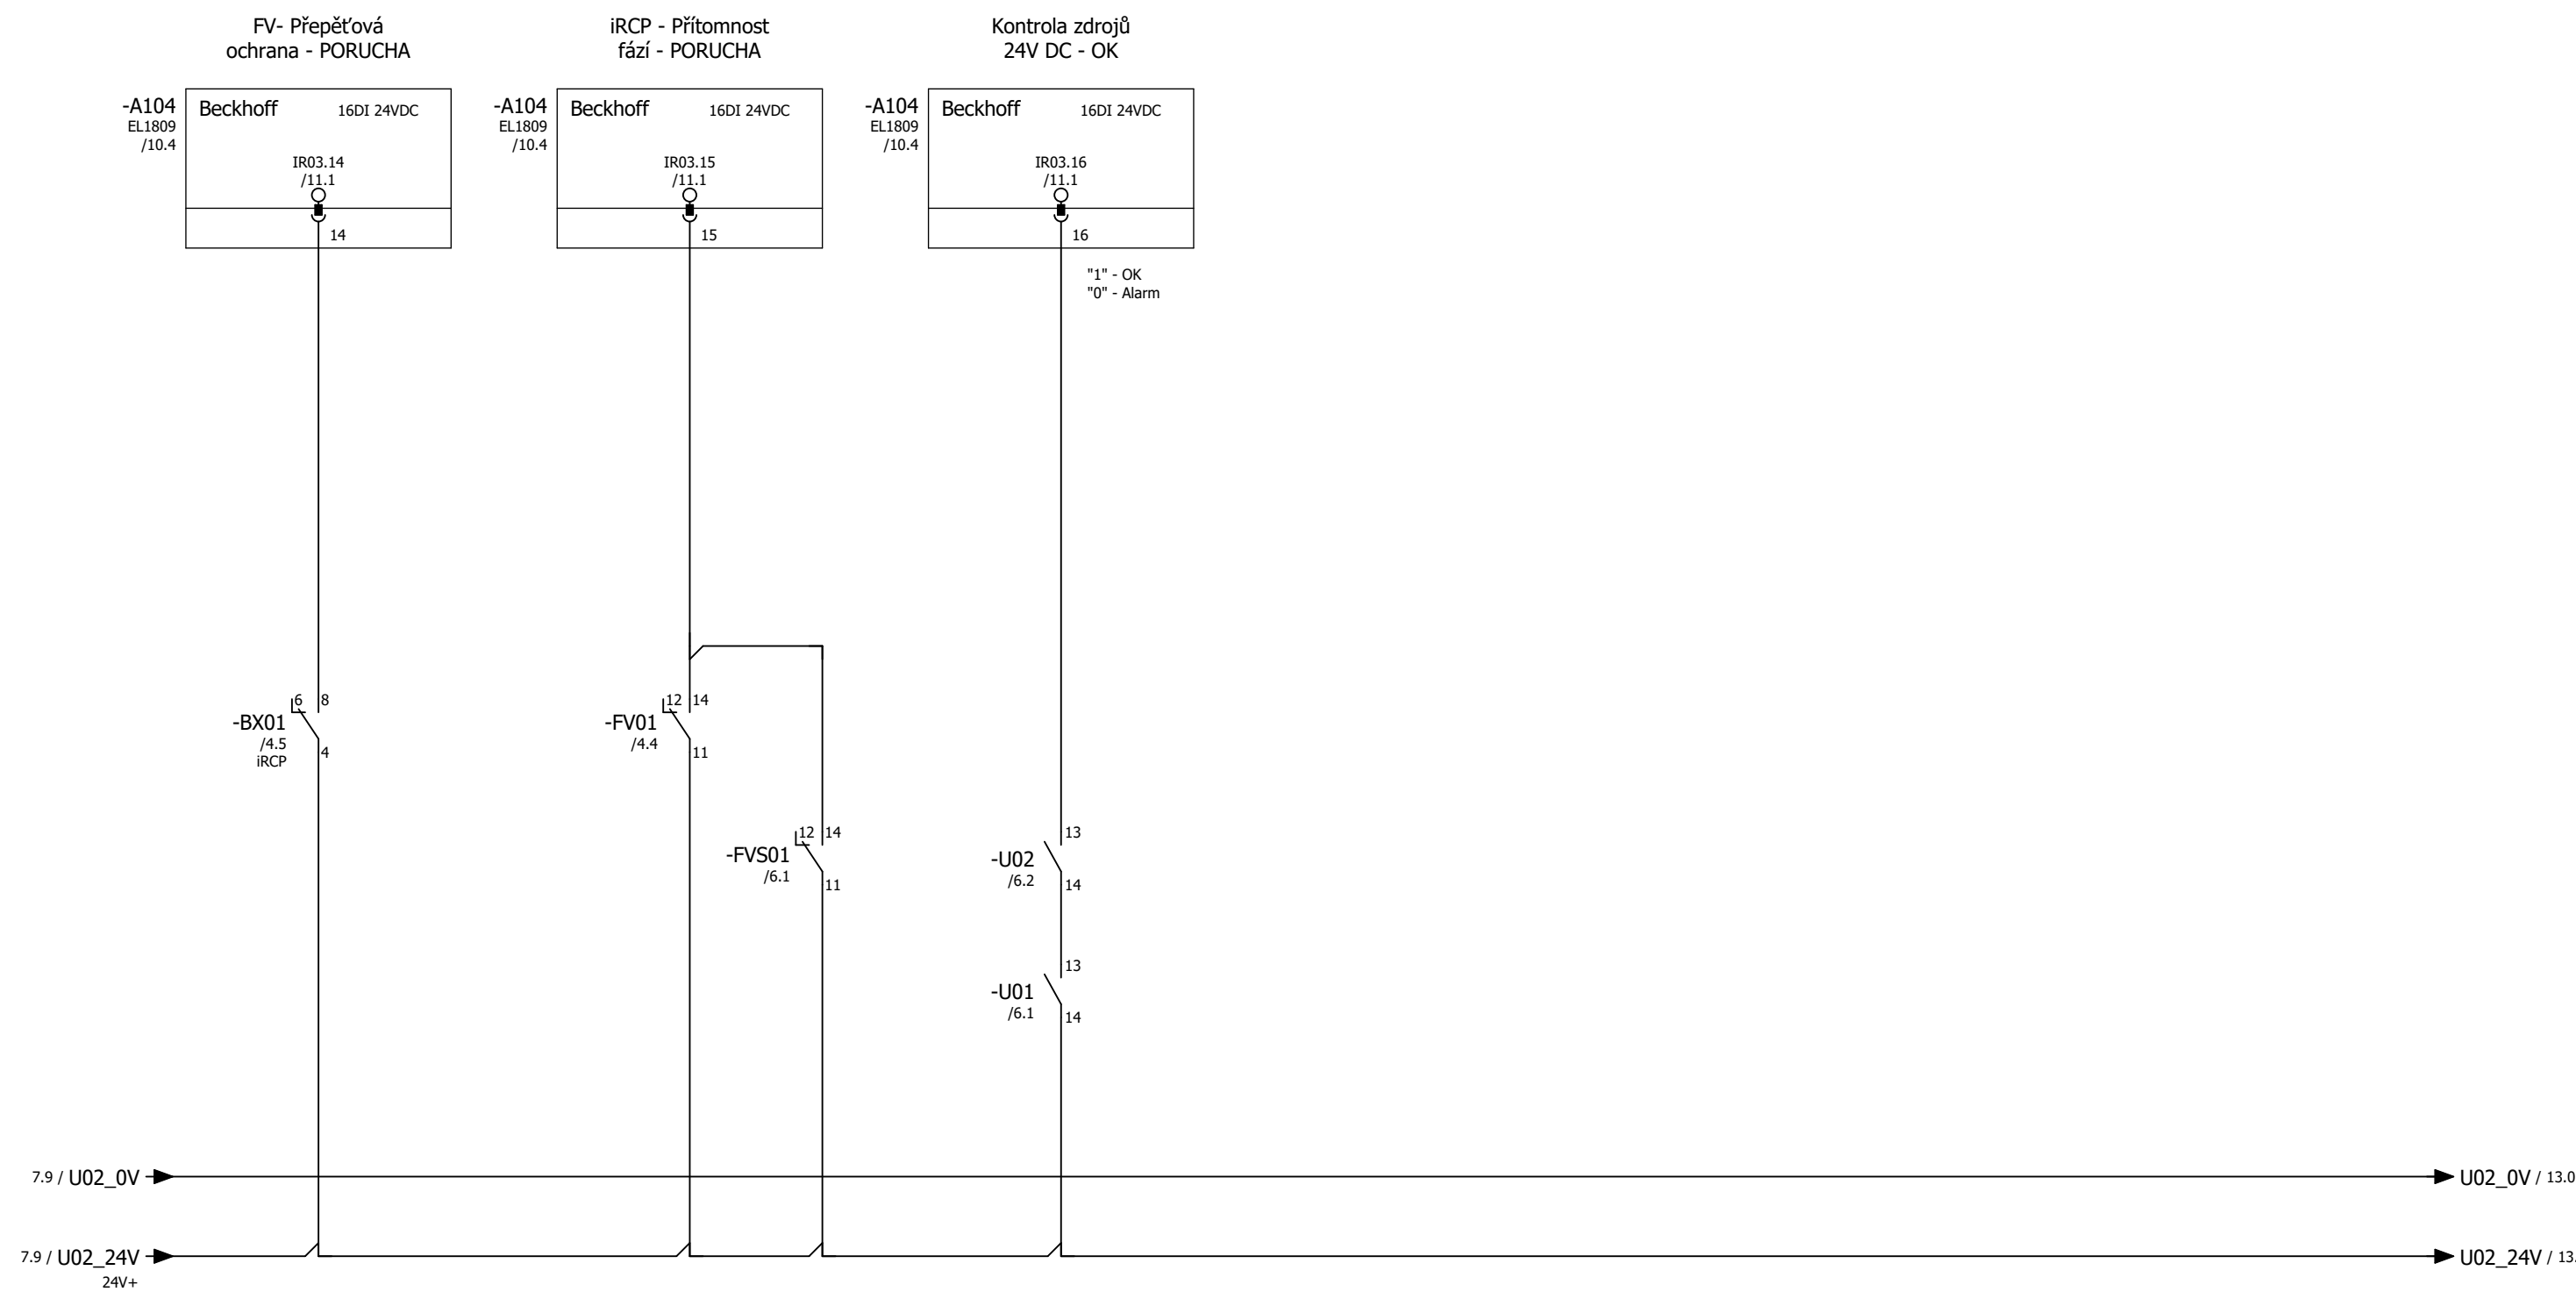 FV- Přepěťová
ochrana - PORUCHA
iRCP - Přítomnost
fází - PORUCHA
Kontrola zdrojů
24V DC - OK
-A104
EL1809
/10.4
Beckhoff
16DI 24VDC
IR03.14
/11.1
14
-A104
EL1809
/10.4
Beckhoff
16DI 24VDC
IR03.15
/11.1
15
-A104
EL1809
/10.4
Beckhoff
16DI 24VDC
IR03.16
/11.1
16
"1" - OK
"0" - Alarm
6
8
-BX01
/4.5
iRCP
4
12
14
-FV01
/4.4
11
12
14
-FVS01
/6.1
11
13
-U02
/6.2
14
13
-U01
/6.1
14
7.9 / U02_0V
U02_0V / 13.0
7.9 / U02_24V
24V+
U02_24V / 13.